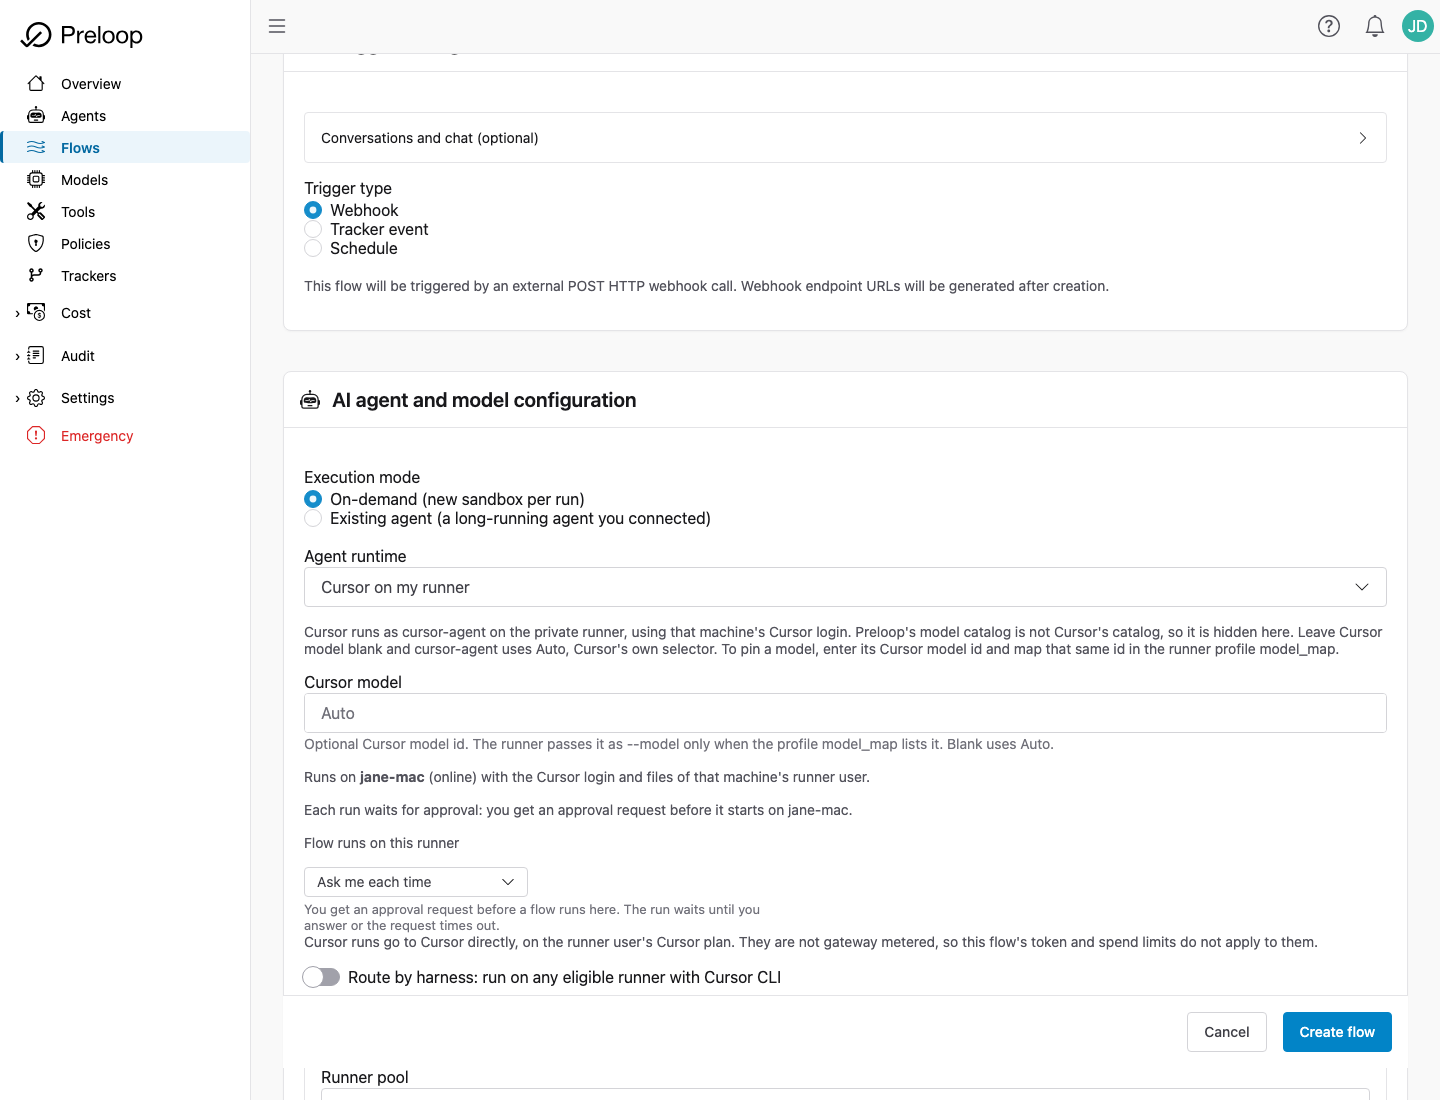 Preloop
JD
Overview
Agents
Flows
Models
Tools
Policies
Trackers
Cost
Audit
Settings
Emergency
Conversations and chat (optional)
Trigger type
Webhook
Tracker event
Schedule
This flow will be triggered by an external POST HTTP webhook call. Webhook endpoint URLs will be generated after creation.
AI agent and model configuration
Execution mode
On-demand (new sandbox per run)
Existing agent (a long-running agent you connected)
Agent runtime
Cursor on my runner
Cursor runs as cursor-agent on the private runner, using that machine's Cursor login. Preloop's model catalog is not Cursor's catalog, so it is hidden here. Leave Cursor
model blank and cursor-agent uses Auto, Cursor's own selector. To pin a model, enter its Cursor model id and map that same id in the runner profile model_map.
Cursor model
Auto
Optional Cursor model id. The runner passes it as --model only when the profile model_map lists it. Blank uses Auto.
Runs on jane-mac (online) with the Cursor login and files of that machine's runner user.
Each run waits for approval: you get an approval request before it starts on jane-mac.
Flow runs on this runner
Ask me each time
You get an approval request before a flow runs here. The run waits until you
answer or the request times out.
Cursor runs go to Cursor directly, on the runner user's Cursor plan. They are not gateway metered, so this flow's token and spend limits do not apply to them.
Route by harness: run on any eligible runner with Cursor CLI
Cancel
Create flow
Runner pool